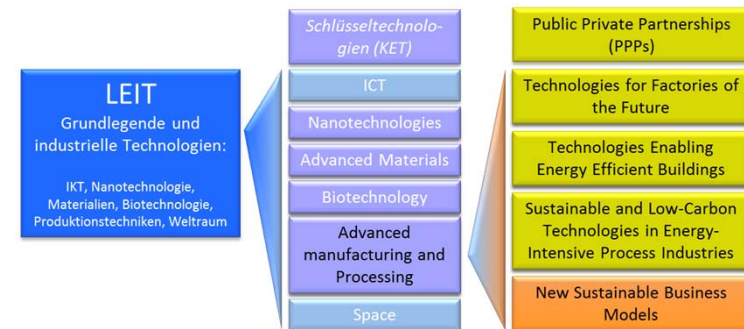 LEIT
Grundlegende und
industrielle Technologien:
IKT, Nanotechnologie,
Materialien, Biotechnologie,
Produktionstechniken, Weltraum
Schlüsseltechnolo-
gien (KET)
ICT
Nanotechnologies
Advanced Materials
Biotechnology
Advanced
manufacturing and
Processing
Space
Public Private Partnerships
(PPPs)
Technologies for Factories of
the Future
Technologies Enabling
Energy Efficient Buildings
Sustainable and Low-Carbon
Technologies in Energy-
Intensive Process Industries
New Sustainable Business
Models